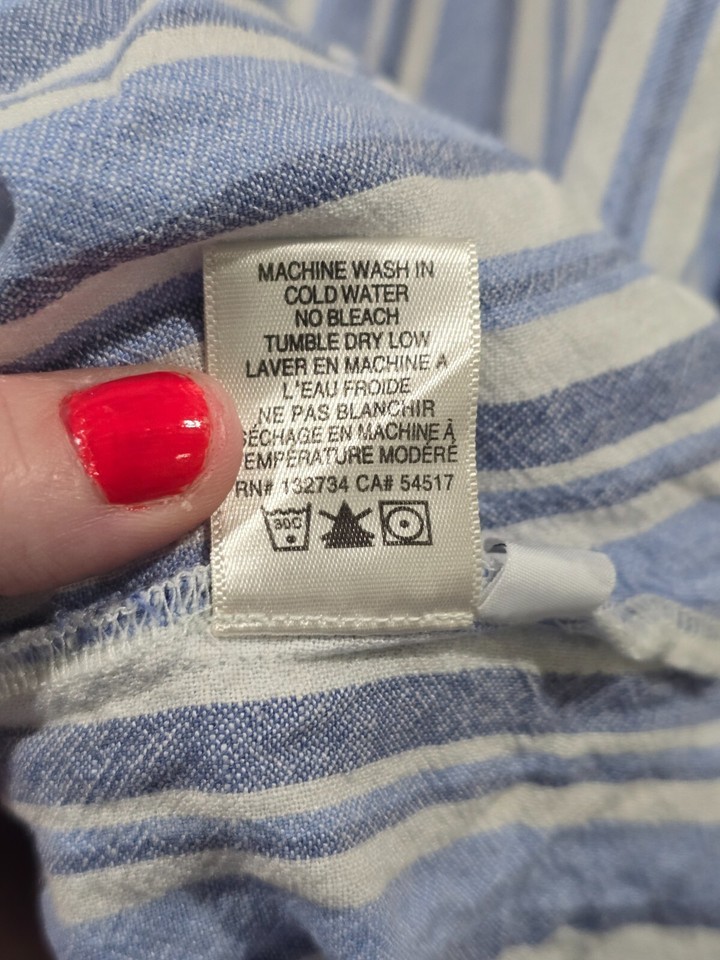 MACHINE WASH IN
COLD WATER
NO BLEACH
TUMBLE DRY LOW
LAVER EN MACHINE A
L'EAU FROIDE
NE PAS BLANCHIR
SÉCHAGE EN MACHINE À
TEMPÉRATURE MODÉRÉ
RN# 132734 CA# 54517
30C